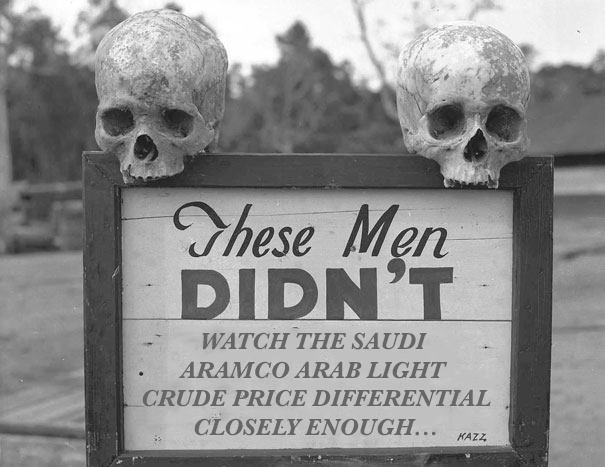 These Men
DIDN'T
WATCH THE SAUDI
ARAMCO ARAB LIGHT
CRUDE PRICE DIFFERENTIAL
CLOSELY ENOUGH…
KAZZ